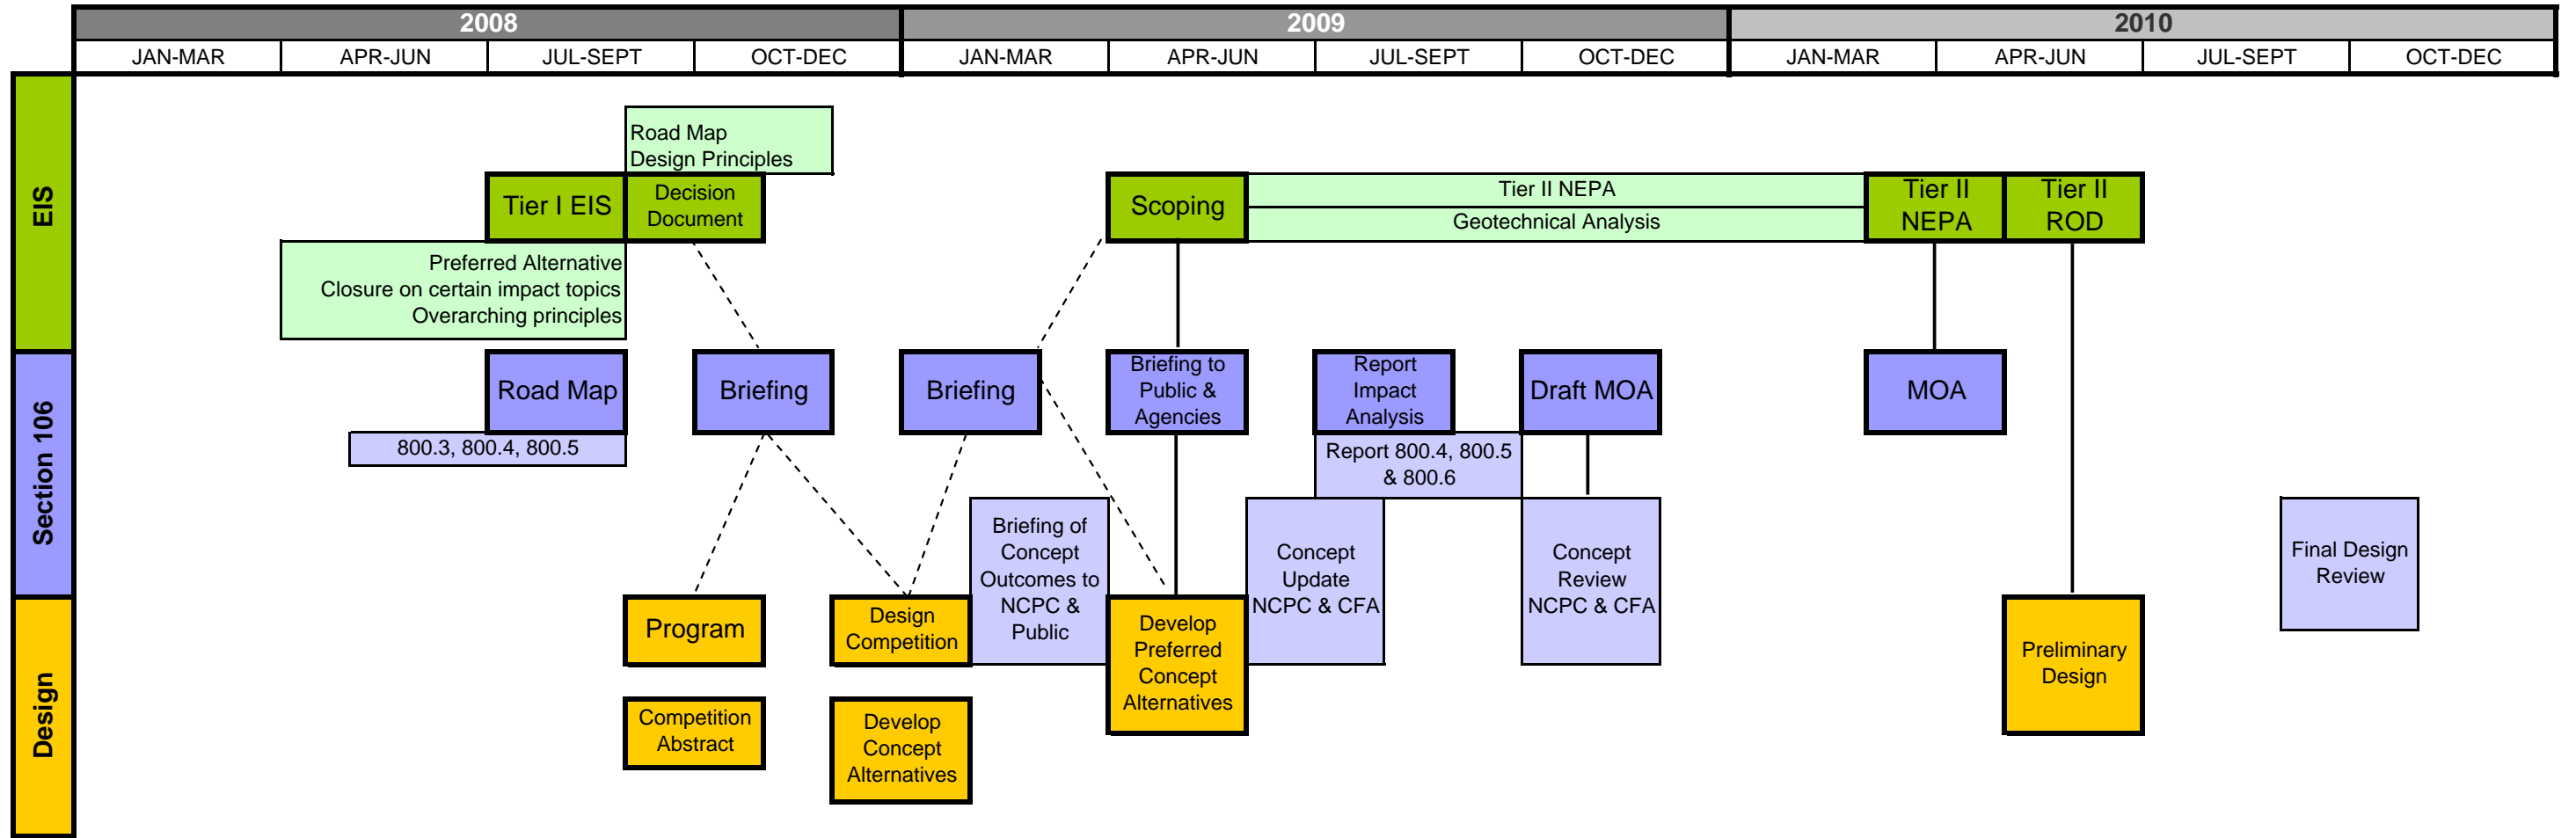 2008
2009
2010
JAN-MAR
APR-JUN
JUL-SEPT
OCT-DEC
JAN-MAR
APR-JUN
JUL-SEPT
OCT-DEC
JAN-MAR
APR-JUN
JUL-SEPT
OCT-DEC
EIS
Road Map
Design Principles
Tier I EIS
Decision
Document
Preferred Alternative
Closure on certain impact topics
Overarching principles
Scoping
Tier II NEPA
Geotechnical Analysis
Tier II
NEPA
Tier II
ROD
Section 106
Road Map
800.3, 800.4, 800.5
Briefing
Briefing
Briefing to
Public &
Agencies
Report
Impact
Analysis
Report 800.4, 800.5
& 800.6
Draft MOA
MOA
Briefing of
Concept
Outcomes to
NCPC &
Public
Concept
Update
NCPC & CFA
Concept
Review
NCPC & CFA
Final Design
Review
Design
Program
Competition
Abstract
Design
Competition
Develop
Concept
Alternatives
Develop
Preferred
Concept
Alternatives
Preliminary
Design